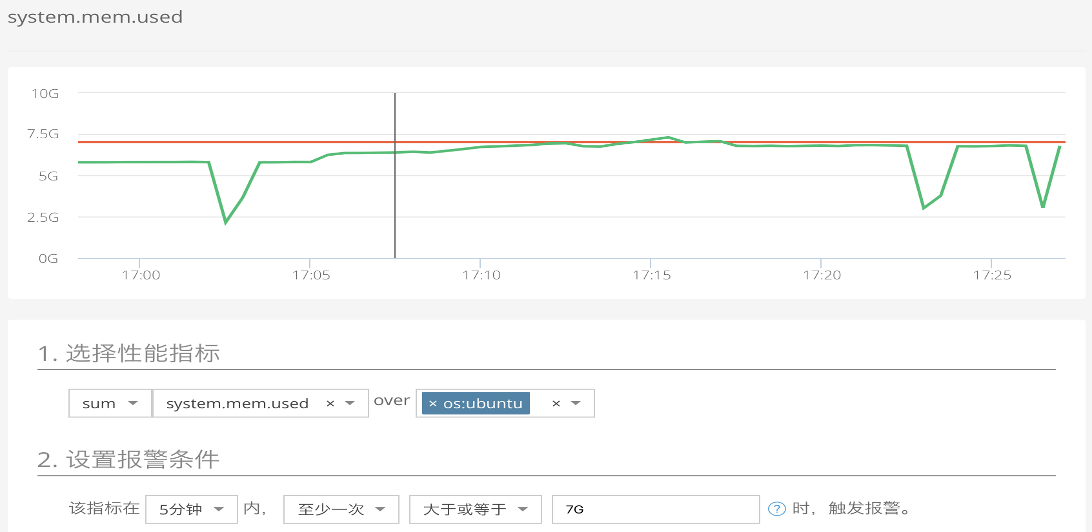 system.mem.used
10G
7.5G
5G
2.5G
0G
17:00 17:05 17:10 17:15 17:20 17:25
1. 选择性能指标
sum system.mem.used × over × os:ubuntu ×
2. 设置报警条件
该指标在 5分钟 内， 至少一次 大于或等于 7G ? 时，触发报警。